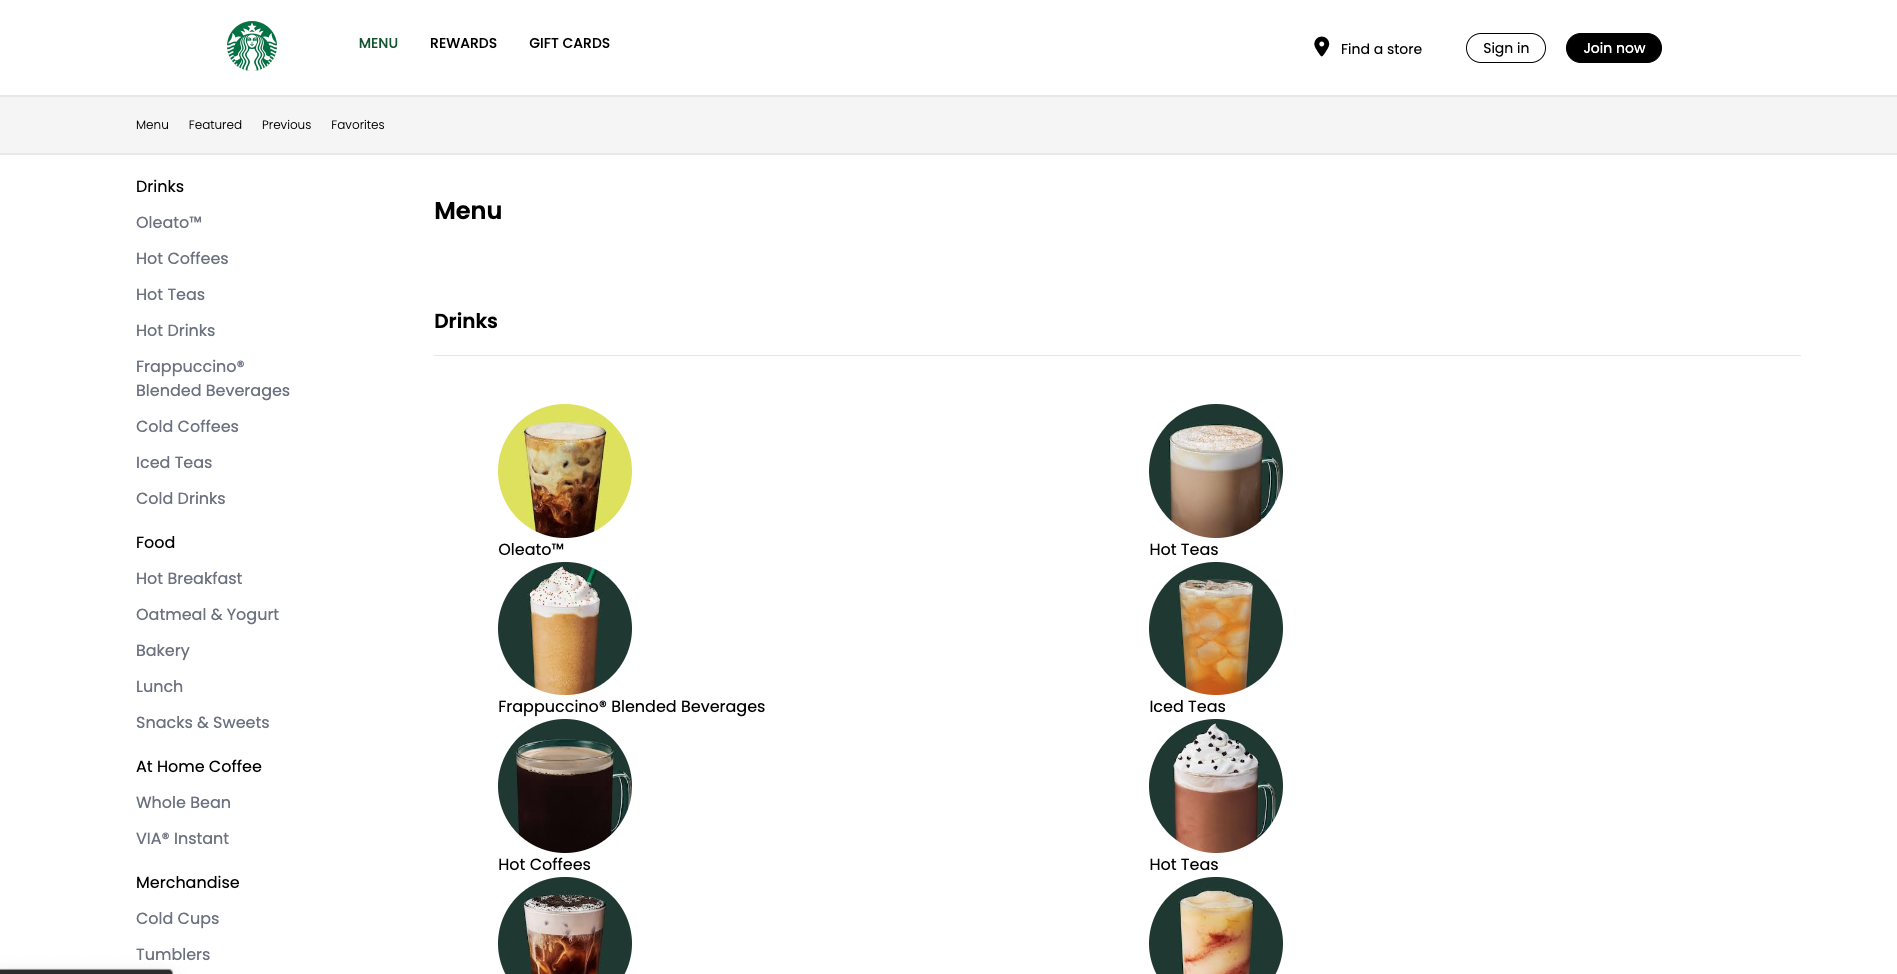 MENU REWARDS GIFT CARDS
Find a store Sign in Join now
Menu Featured Previous Favorites
Drinks
Oleato™
Hot Coffees
Hot Teas
Hot Drinks
Frappuccino®
Blended Beverages
Cold Coffees
Iced Teas
Cold Drinks
Food
Hot Breakfast
Oatmeal & Yogurt
Bakery
Lunch
Snacks & Sweets
At Home Coffee
Whole Bean
VIA® Instant
Merchandise
Cold Cups
Tumblers
Menu
Drinks
Oleato™
Hot Teas
Frappuccino® Blended Beverages
Iced Teas
Hot Coffees
Hot Teas